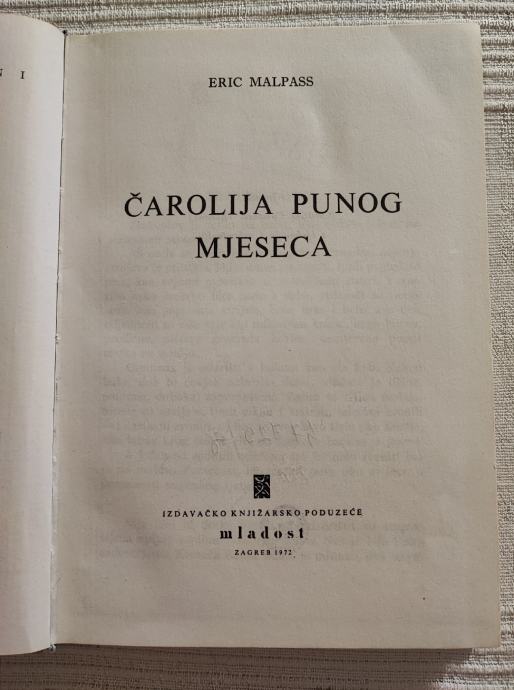 N I
ERIC MALPASS
ČAROLIJA PUNOG
MJESECA
IZDAVAČKO KNJIŽARSKO PODUZEĆE
mladost
ZAGREB 1972